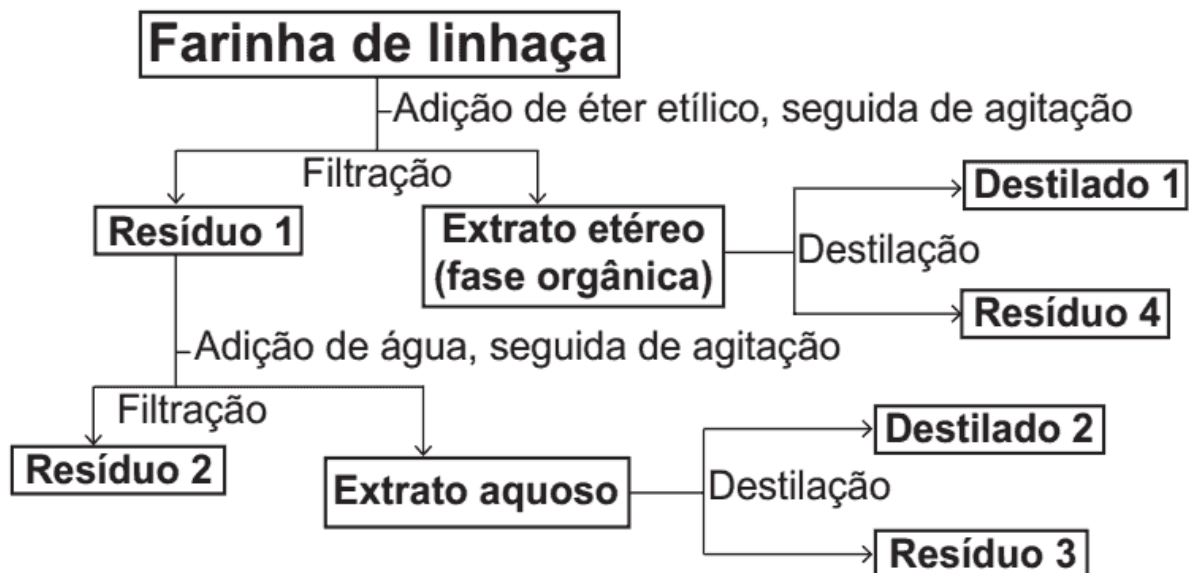 Farinha de linhaça
Adição de éter etílico, seguida de agitação
Filtração
Resíduo 1
Extrato etéreo
(fase orgânica)
Destilação
Destilado 1
Resíduo 4
Adição de água, seguida de agitação
Filtração
Resíduo 2
Extrato aquoso
Destilação
Destilado 2
Resíduo 3